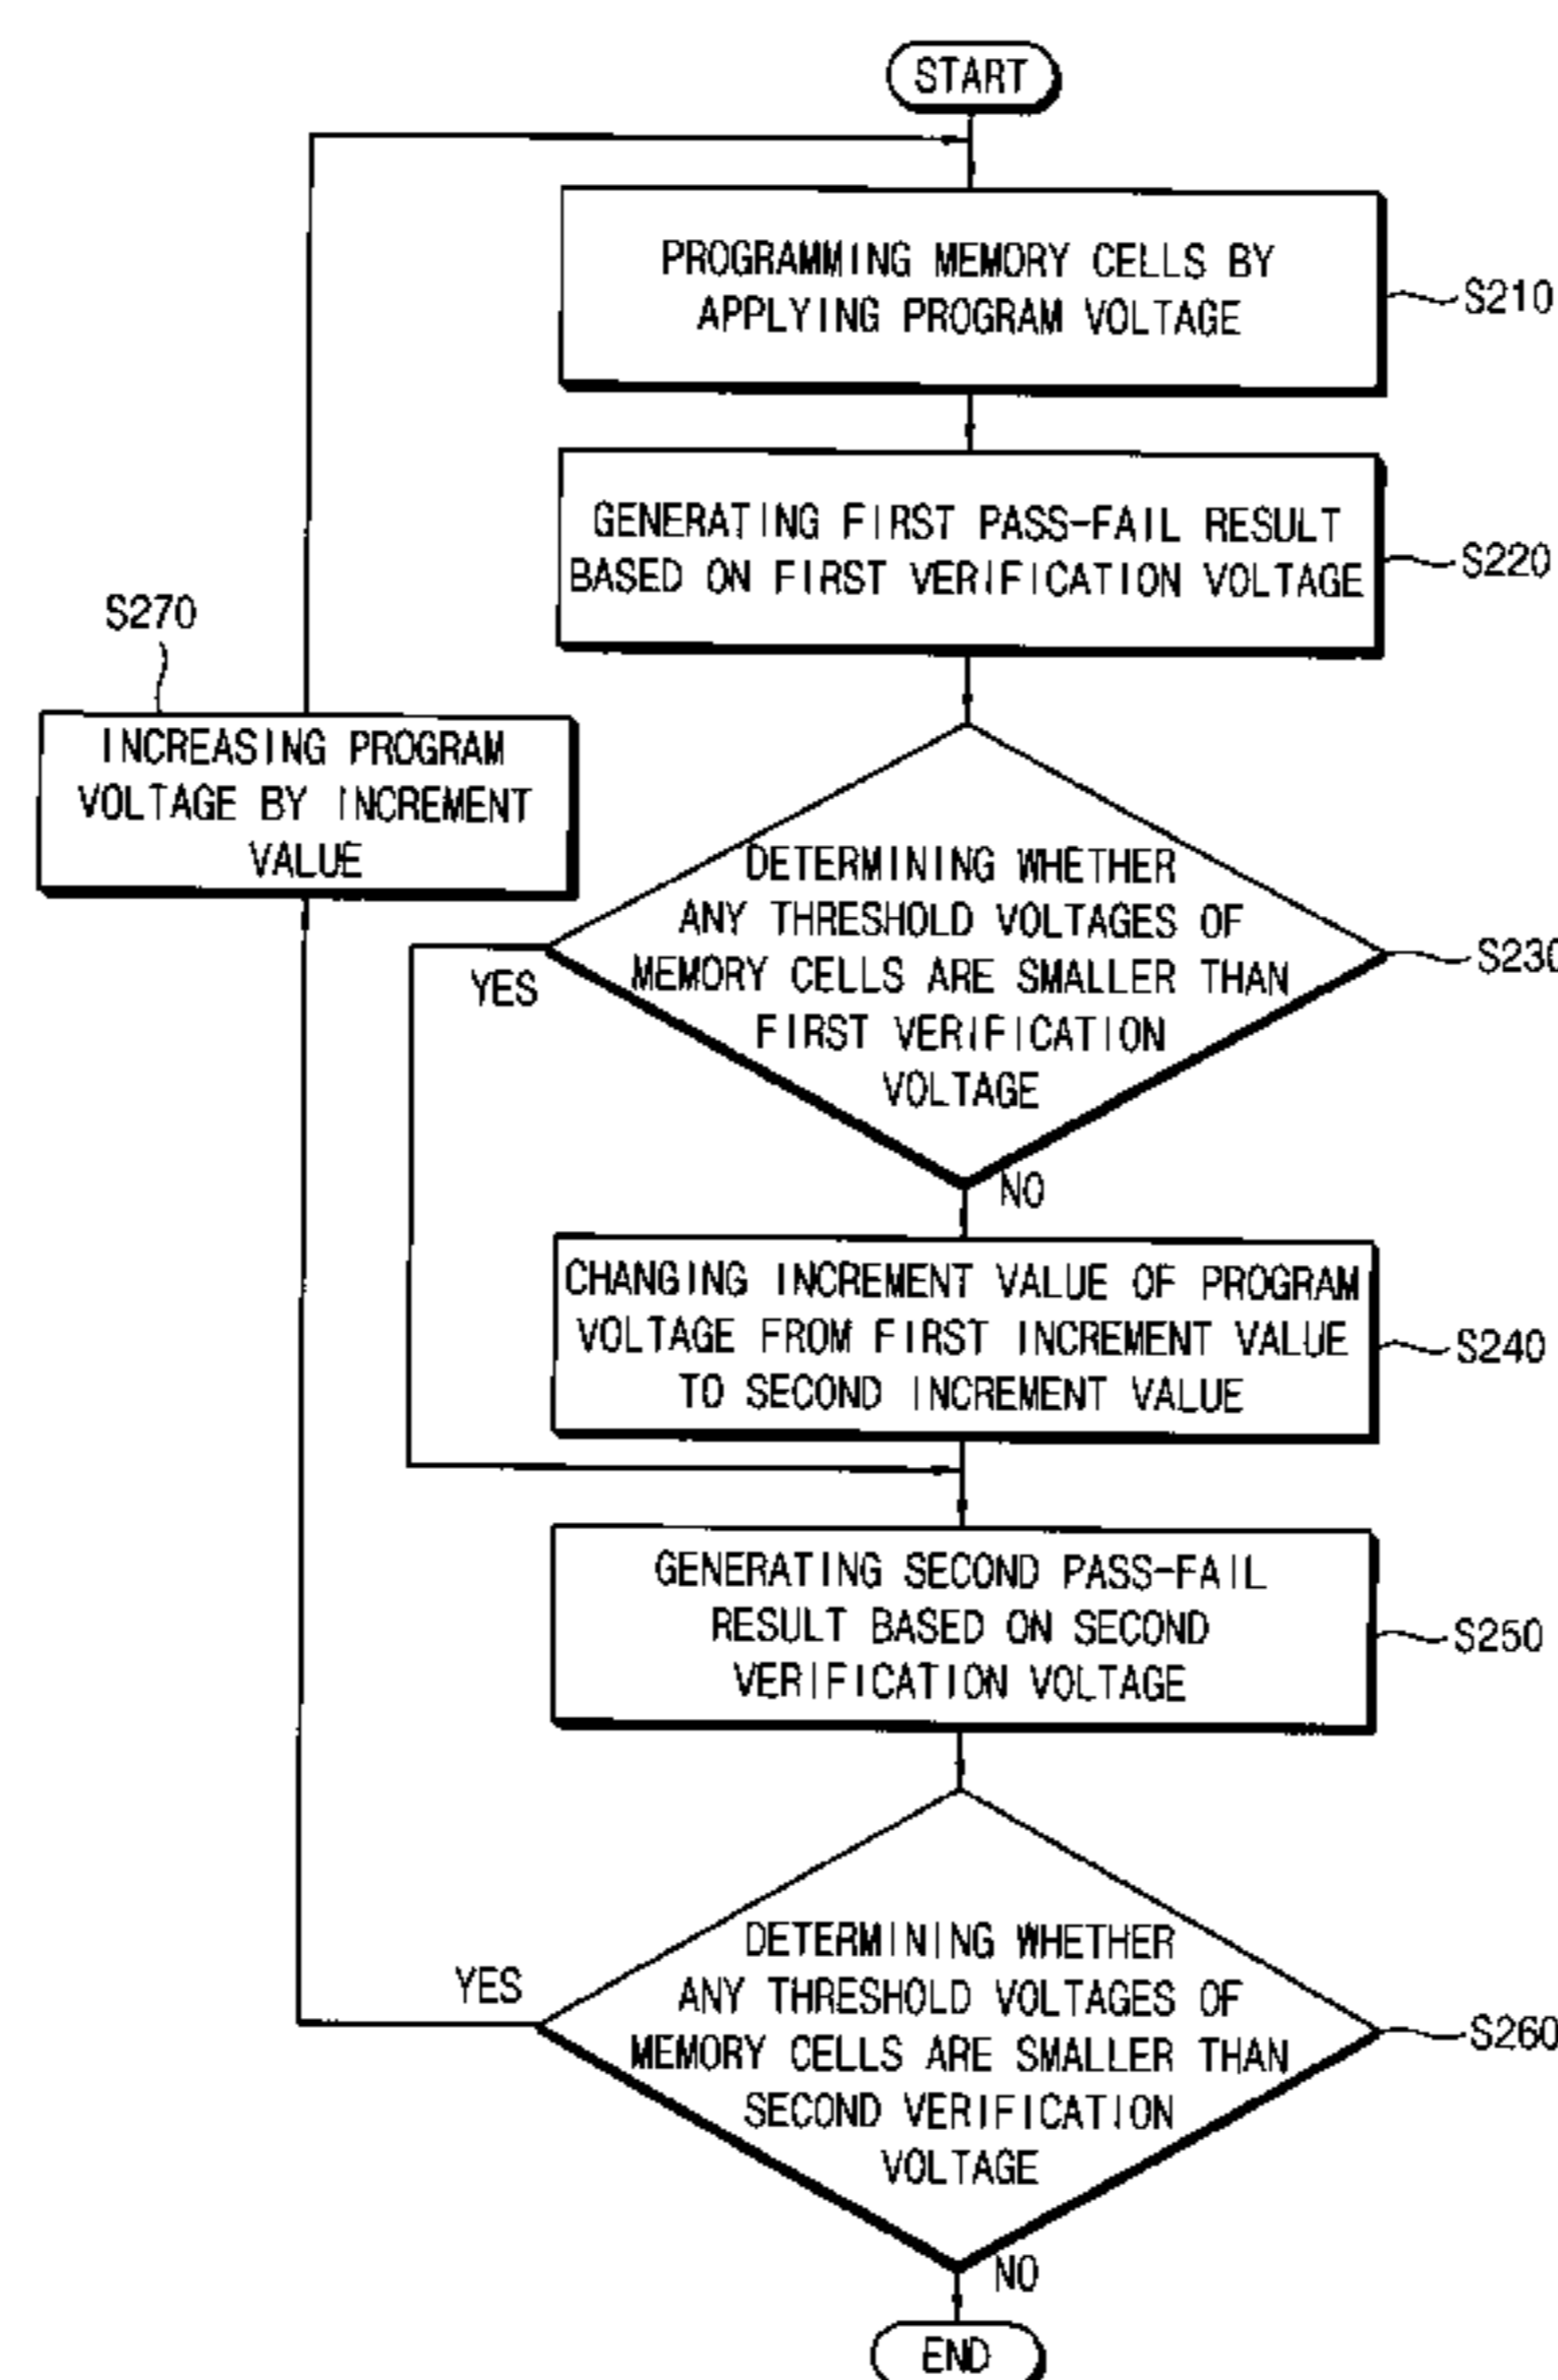 START
PROGRAMMING MEMORY CELLS BY
APPLYING PROGRAM VOLTAGE
S210
GENERATING FIRST PASS-FAIL RESULT
BASED ON FIRST VERIFICATION VOLTAGE
S220
S270
INCREASING PROGRAM
VOLTAGE BY INCREMENT
VALUE
DETERMINING WHETHER
ANY THRESHOLD VOLTAGES OF
MEMORY CELLS ARE SMALLER THAN
FIRST VERIFICATION
VOLTAGE
S230
YES
NO
CHANGING INCREMENT VALUE OF PROGRAM
VOLTAGE FROM FIRST INCREMENT VALUE
TO SECOND INCREMENT VALUE
S240
GENERATING SECOND PASS-FAIL
RESULT BASED ON SECOND
VERIFICATION VOLTAGE
S250
DETERMINING WHETHER
ANY THRESHOLD VOLTAGES OF
MEMORY CELLS ARE SMALLER THAN
SECOND VERIFICATION
VOLTAGE
S260
YES
NO
END